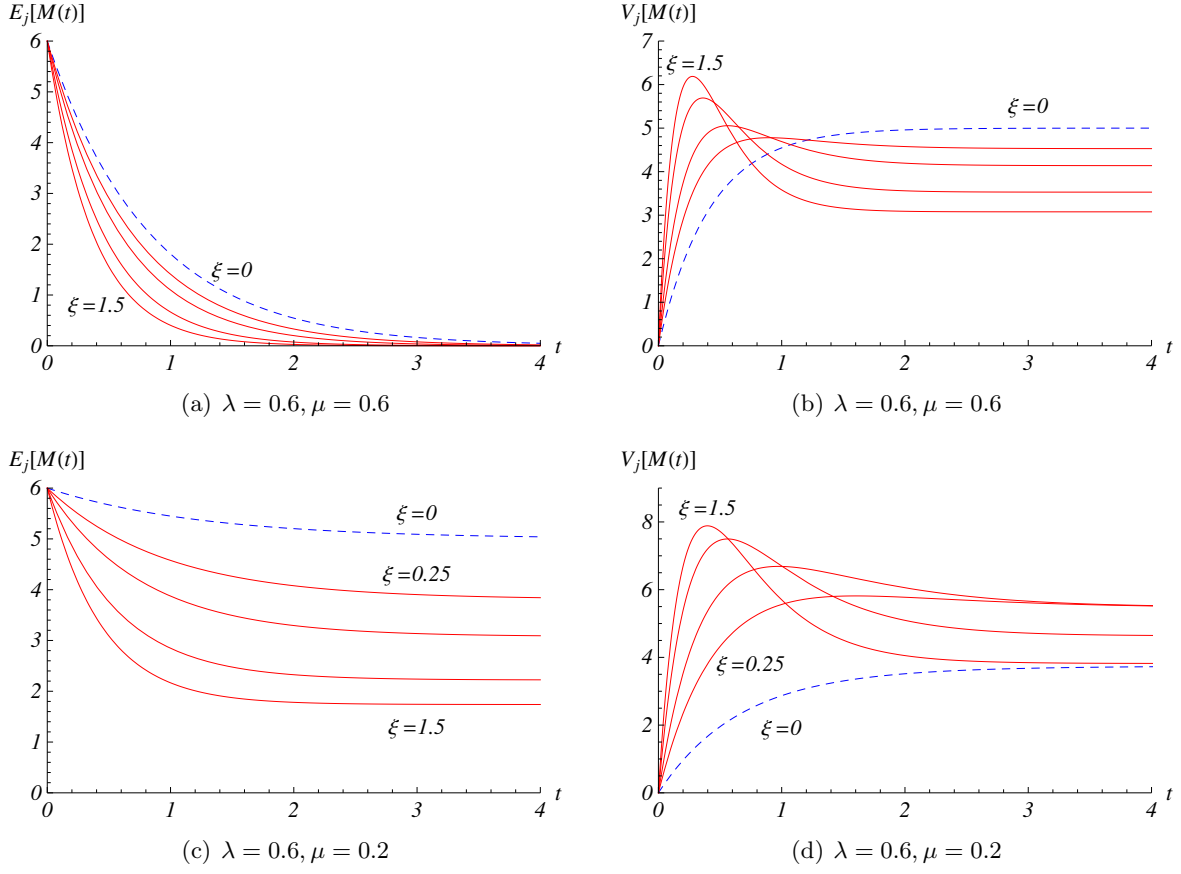 E_j[M(t)]
6
5
4
3
2
1
0
0 1 2 3 4 t
ξ=0
ξ=1.5
(a) λ = 0.6, μ = 0.6
V_j[M(t)]
7
6
5
4
3
2
1
0
0 1 2 3 4 t
ξ=1.5
ξ=0
(b) λ = 0.6, μ = 0.6
E_j[M(t)]
6
5
4
3
2
1
0
0 1 2 3 4 t
ξ=0
ξ=0.25
ξ=1.5
(c) λ = 0.6, μ = 0.2
V_j[M(t)]
8
6
4
2
0
0 1 2 3 4 t
ξ=1.5
ξ=0.25
ξ=0
(d) λ = 0.6, μ = 0.2